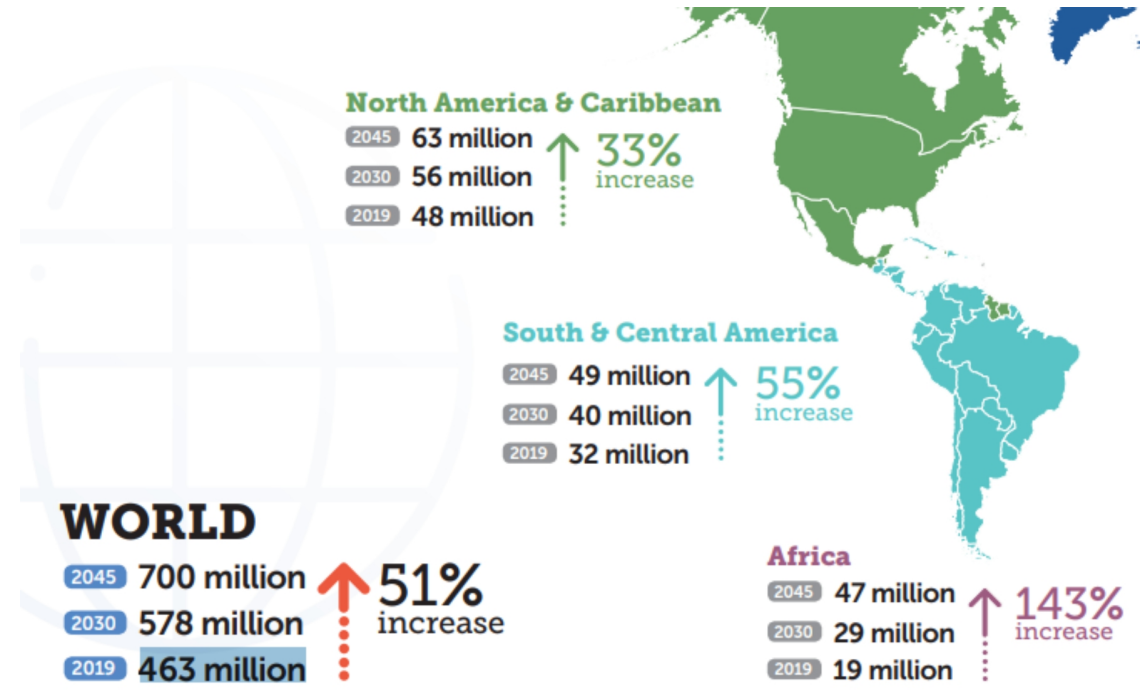 North America & Caribbean
2045 63 million
2030 56 million
2019 48 million
33%
increase
South & Central America
2045 49 million
2030 40 million
2019 32 million
55%
increase
WORLD
2045 700 million
2030 578 million
2019 463 million
51%
increase
Africa
2045 47 million
2030 29 million
2019 19 million
143%
increase